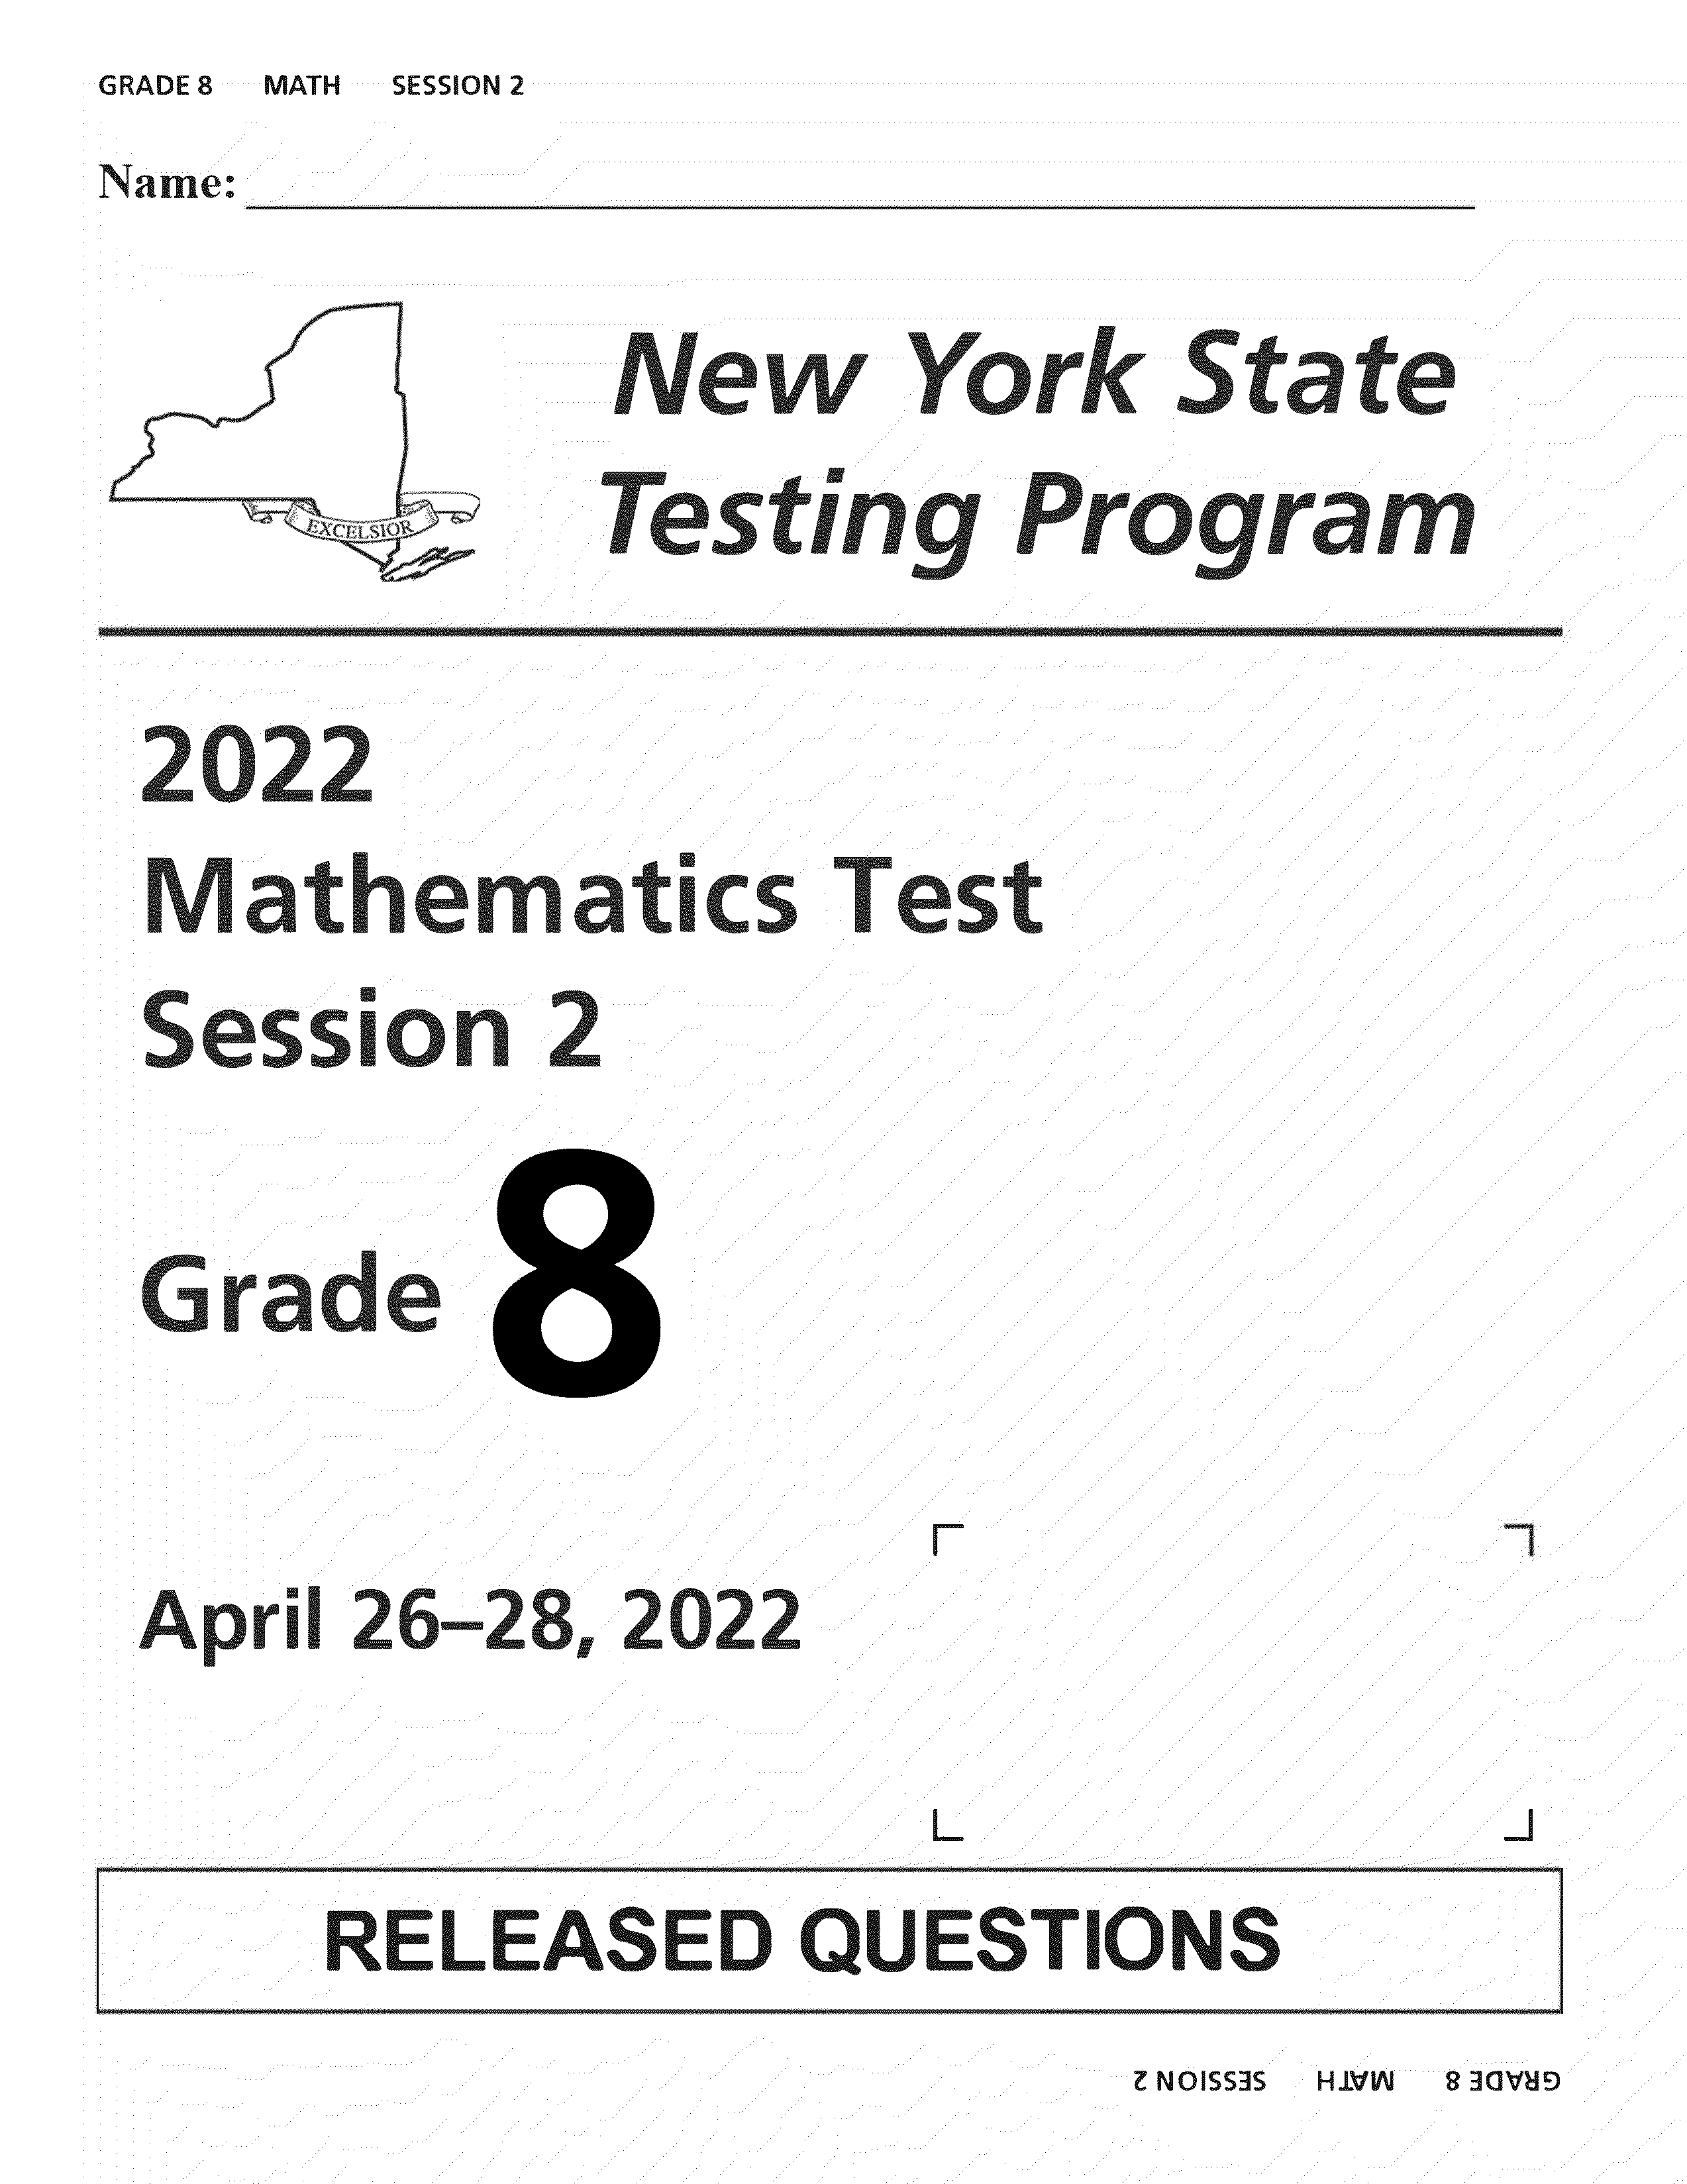 GRADE 8 MATH SESSION 2
Name:
EXCELSIOR
New York State
Testing Program
2022
Mathematics Test
Session 2
Grade 8
April 26–28, 2022
RELEASED QUESTIONS
GRADE 8 MATH SESSION 2